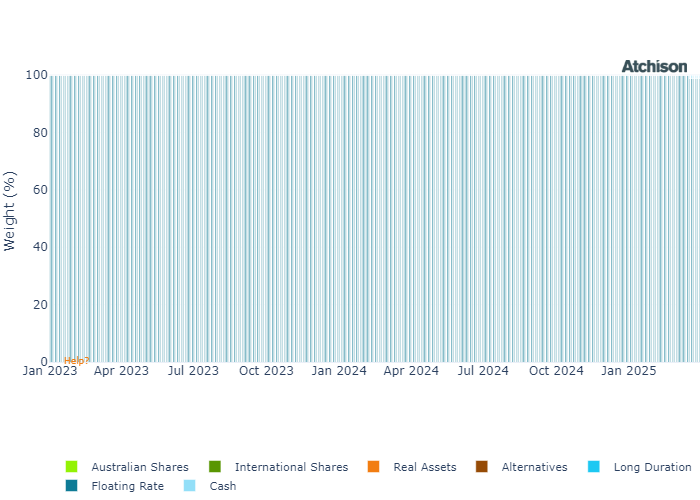 Atchison
100
80
60
40
20
0
Weight (%)
Help?
Jan 2023 Apr 2023 Jul 2023 Oct 2023 Jan 2024 Apr 2024 Jul 2024 Oct 2024 Jan 2025
Australian Shares International Shares Real Assets Alternatives Long Duration
Floating Rate Cash